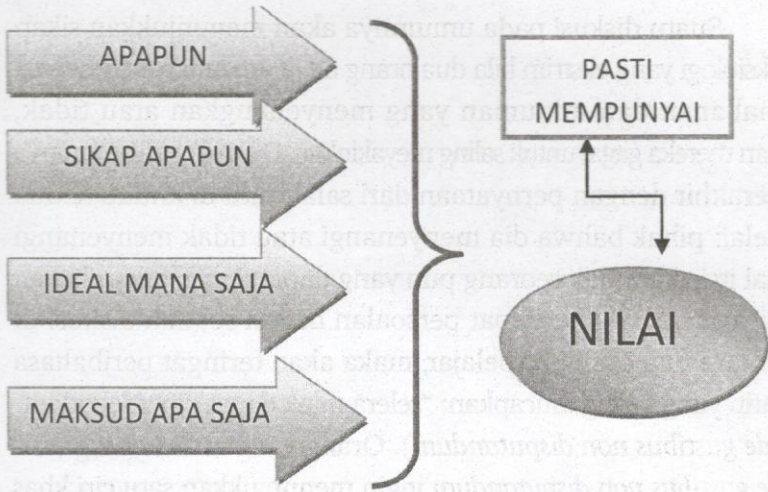 APAPUN
SIKAP APAPUN
IDEAL MANA SAJA
MAKSUD APA SAJA
PASTI
MEMPUNYAI
NILAI